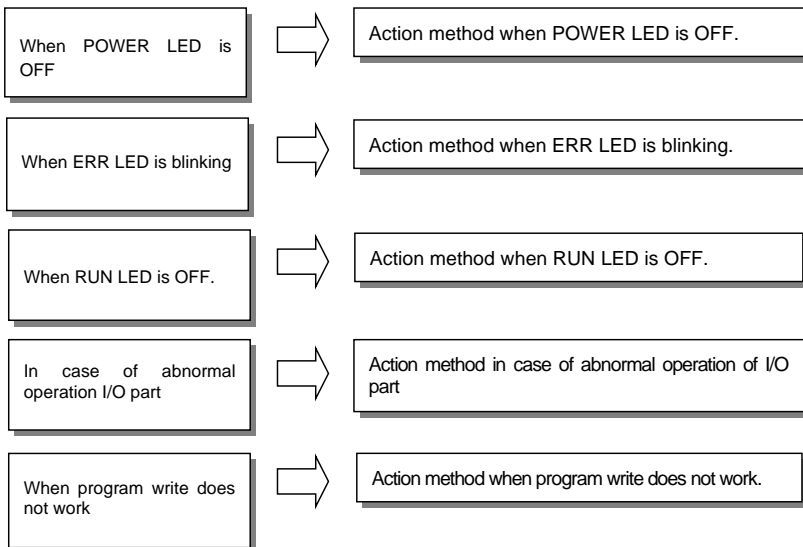 When POWER LED is
OFF
Action method when POWER LED is OFF.
When ERR LED is blinking
Action method when ERR LED is blinking.
When RUN LED is OFF.
Action method when RUN LED is OFF.
In case of abnormal
operation I/O part
Action method in case of abnormal operation of I/O
part
When program write does
not work
Action method when program write does not work.